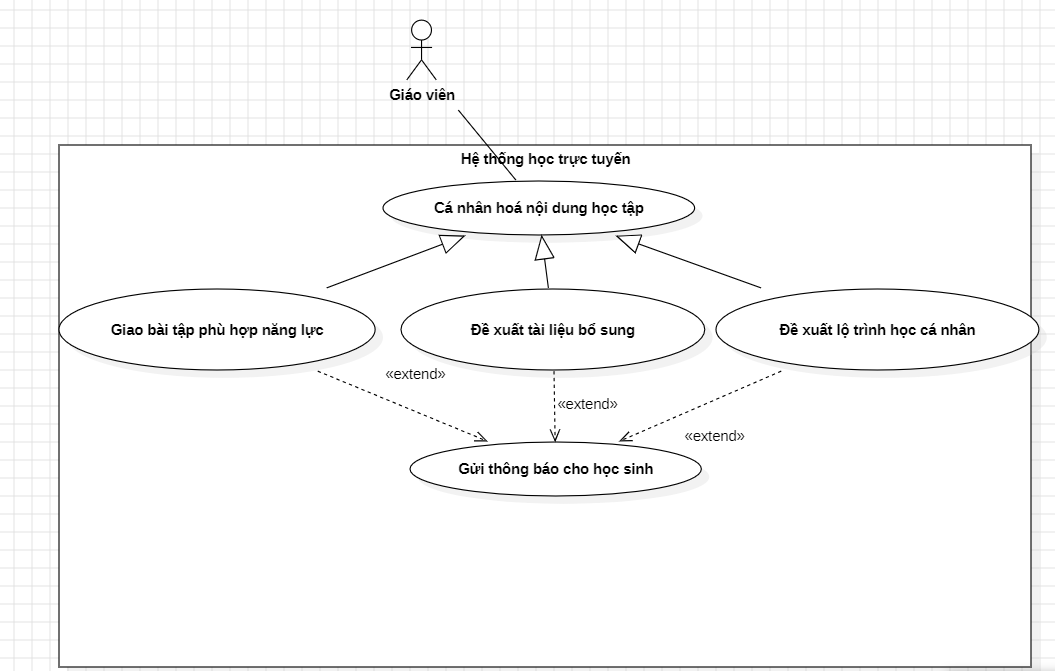 Giáo viên
Hệ thống học trực tuyến
Cá nhân hoá nội dung học tập
Giao bài tập phù hợp năng lực
Đề xuất tài liệu bổ sung
Đề xuất lộ trình học cá nhân
«extend»
«extend»
«extend»
Gửi thông báo cho học sinh